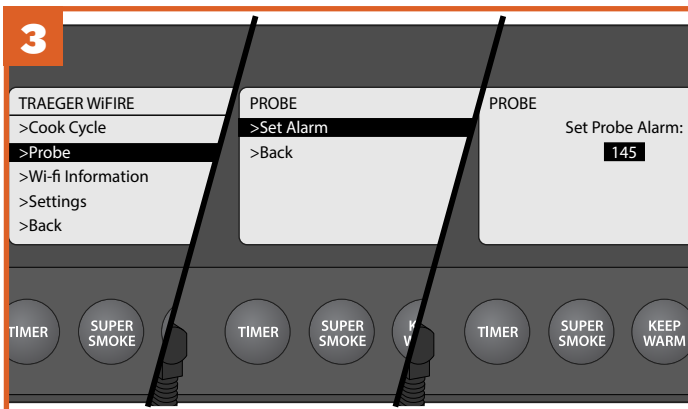 3
TRAEGER WiFIRE
>Cook Cycle
>Probe
>Wi-fi Information
>Settings
>Back
PROBE
>Set Alarm
>Back
PROBE
Set Probe Alarm:
145
TIMER
SUPER
SMOKE
TIMER
SUPER
SMOKE
K
W
TIMER
SUPER
SMOKE
KEEP
WARM